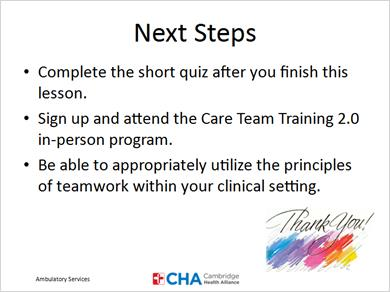 Next Steps
• Complete the short quiz after you finish this
lesson.
• Sign up and attend the Care Team Training 2.0
in-person program.
• Be able to appropriately utilize the principles
of teamwork within your clinical setting.
Thank You!
Ambulatory Services
CHA Cambridge
Health Alliance